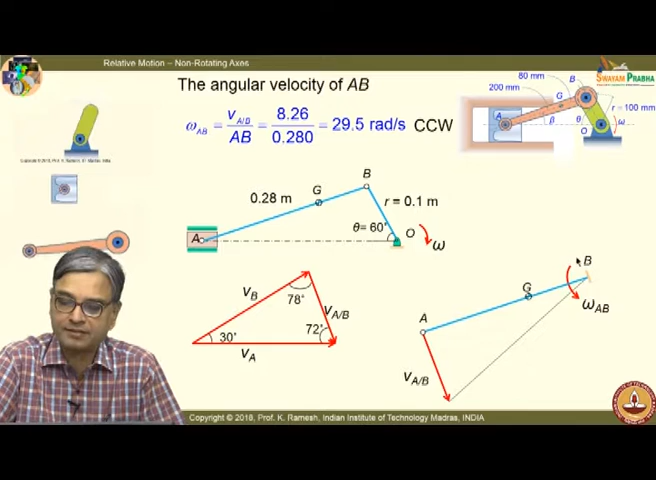 Relative Motion – Non-Rotating Axes
SWAYAM PRABHA
The angular velocity of AB
ω_AB = v_A/B / AB = 8.26 / 0.280 = 29.5 rad/s CCW
80 mm
200 mm
B
G
A
β
θ
O
r = 100 mm
ω
0.28 m
G
B
r = 0.1 m
A
θ= 60°
O
ω
v_B
78°
v_A/B
30°
72°
v_A
A
G
B
ω_AB
v_A/B
Copyright © 2018, Prof. K. Ramesh, Indian Institute of Technology Madras, INDIA